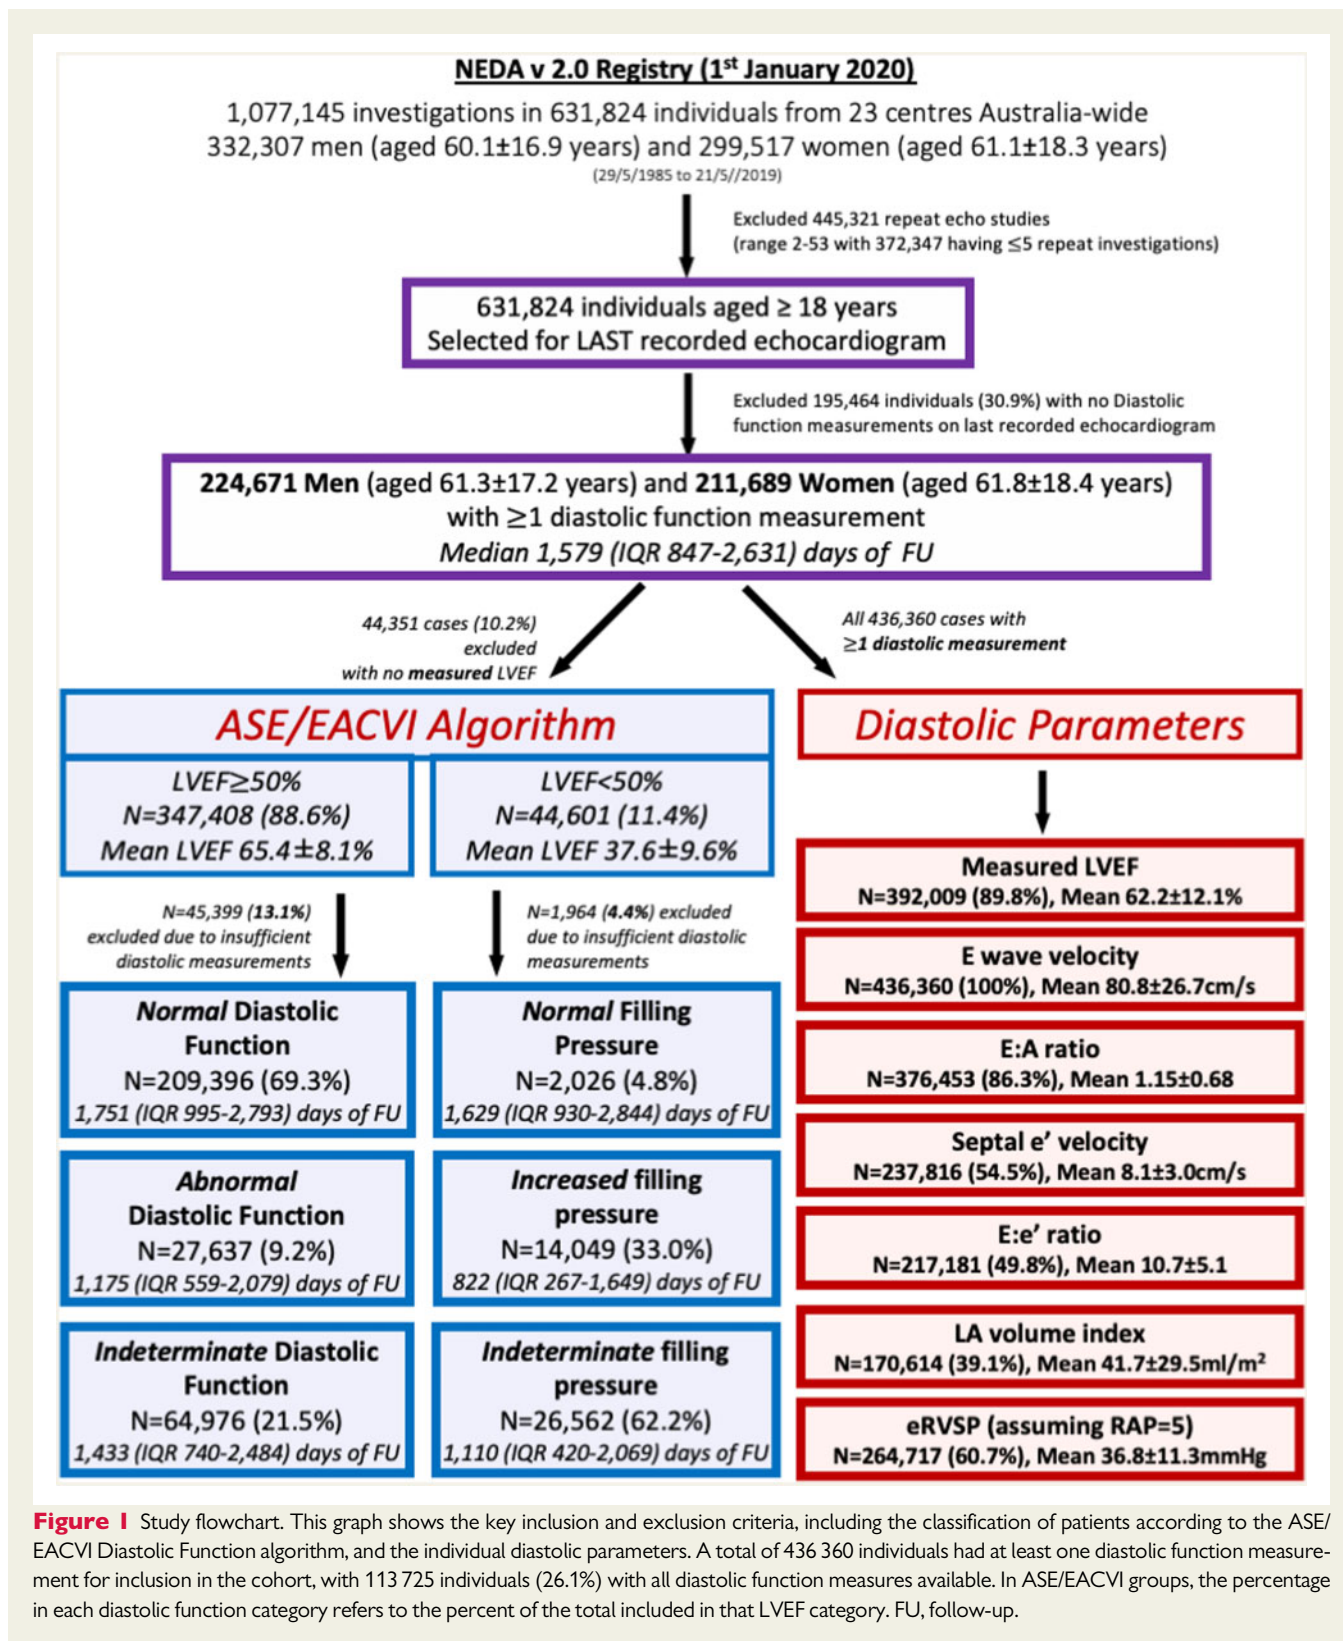 NEDA v 2.0 Registry (1st January 2020)
1,077,145 investigations in 631,824 individuals from 23 centres Australia-wide
332,307 men (aged 60.1±16.9 years) and 299,517 women (aged 61.1±18.3 years)
(29/5/1985 to 21/5//2019)
Excluded 445,321 repeat echo studies
(range 2-53 with 372,347 having ≤5 repeat investigations)
631,824 individuals aged ≥ 18 years
Selected for LAST recorded echocardiogram
Excluded 195,464 individuals (30.9%) with no Diastolic
function measurements on last recorded echocardiogram
224,671 Men (aged 61.3±17.2 years) and 211,689 Women (aged 61.8±18.4 years)
with ≥1 diastolic function measurement
Median 1,579 (IQR 847-2,631) days of FU
44,351 cases (10.2%)
excluded
with no measured LVEF
All 436,360 cases with
≥1 diastolic measurement
ASE/EACVI Algorithm
LVEF≥50%
N=347,408 (88.6%)
Mean LVEF 65.4±8.1%
LVEF<50%
N=44,601 (11.4%)
Mean LVEF 37.6±9.6%
N=45,399 (13.1%)
excluded due to insufficient
diastolic measurements
N=1,964 (4.4%) excluded
due to insufficient diastolic
measurements
Normal Diastolic
Function
N=209,396 (69.3%)
1,751 (IQR 995-2,793) days of FU
Normal Filling
Pressure
N=2,026 (4.8%)
1,629 (IQR 930-2,844) days of FU
Abnormal
Diastolic Function
N=27,637 (9.2%)
1,175 (IQR 559-2,079) days of FU
Increased filling
pressure
N=14,049 (33.0%)
822 (IQR 267-1,649) days of FU
Indeterminate Diastolic
Function
N=64,976 (21.5%)
1,433 (IQR 740-2,484) days of FU
Indeterminate filling
pressure
N=26,562 (62.2%)
1,110 (IQR 420-2,069) days of FU
Diastolic Parameters
Measured LVEF
N=392,009 (89.8%), Mean 62.2±12.1%
E wave velocity
N=436,360 (100%), Mean 80.8±26.7cm/s
E:A ratio
N=376,453 (86.3%), Mean 1.15±0.68
Septal e’ velocity
N=237,816 (54.5%), Mean 8.1±3.0cm/s
E:e’ ratio
N=217,181 (49.8%), Mean 10.7±5.1
LA volume index
N=170,614 (39.1%), Mean 41.7±29.5ml/m²
eRVSP (assuming RAP=5)
N=264,717 (60.7%), Mean 36.8±11.3mmHg
Figure 1 Study flowchart. This graph shows the key inclusion and exclusion criteria, including the classification of patients according to the ASE/
EACVI Diastolic Function algorithm, and the individual diastolic parameters. A total of 436 360 individuals had at least one diastolic function measure-
ment for inclusion in the cohort, with 113 725 individuals (26.1%) with all diastolic function measures available. In ASE/EACVI groups, the percentage
in each diastolic function category refers to the percent of the total included in that LVEF category. FU, follow-up.